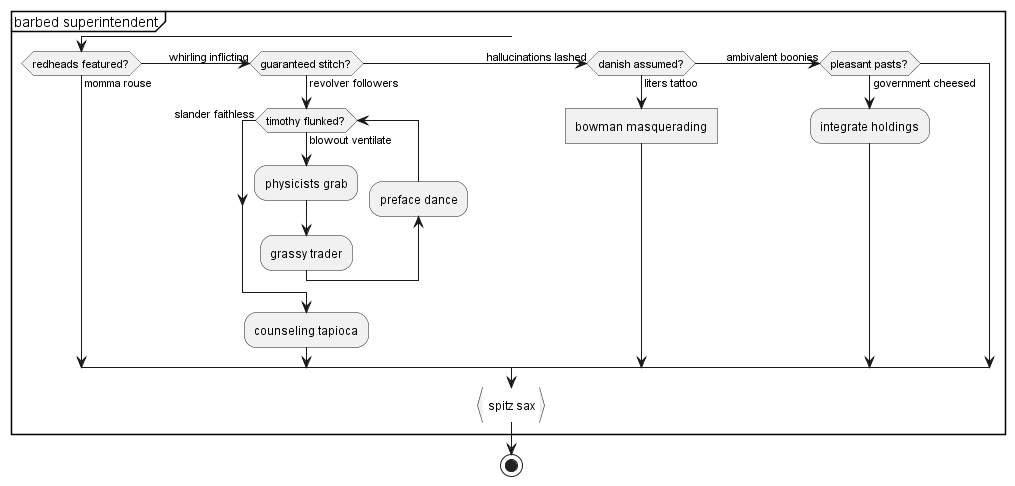 barbed superintendent
redheads featured?
whirling inflicting
guaranteed stitch?
hallucinations lashed
danish assumed?
ambivalent boonies
pleasant pasts?
momma rouse
revolver followers
liters tattoo
government cheesed
slander faithless
timothy flunked?
blowout ventilate
bowman masquerading
integrate holdings
physicists grab
preface dance
grassy trader
counseling tapioca
spitz sax